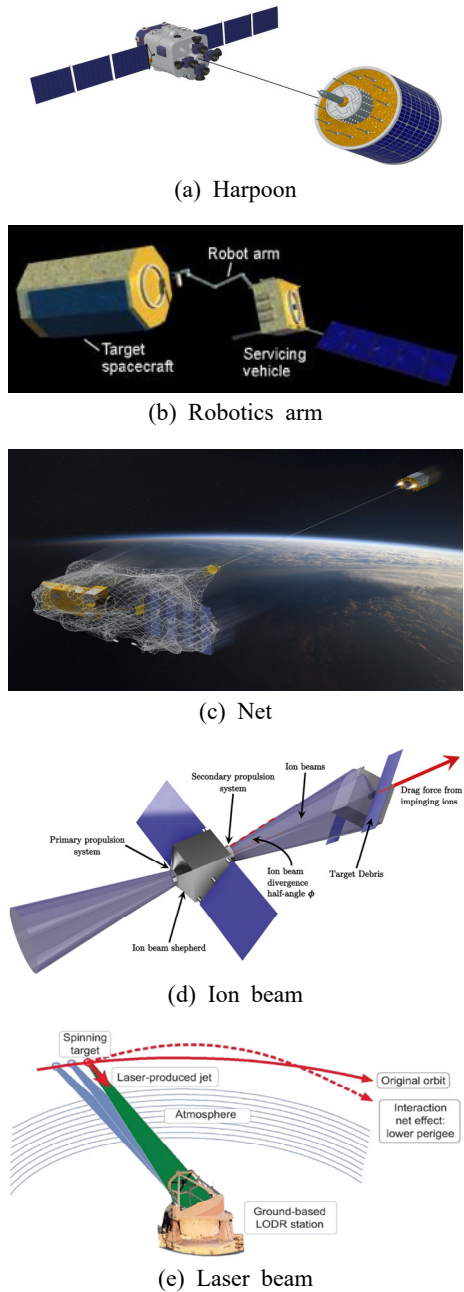 (a) Harpoon
Robot arm
Target
spacecraft
Servicing
vehicle
(b) Robotics arm
(c) Net
Secondary propulsion
system
Ion beams
Drag force from
impinging ions
Primary propulsion
system
Ion beam
divergence
half-angle ϕ
Target Debris
Ion beam shepherd
(d) Ion beam
Spinning
target
Laser-produced jet
Original orbit
Atmosphere
Interaction
net effect:
lower perigee
Ground-based
LODR station
(e) Laser beam